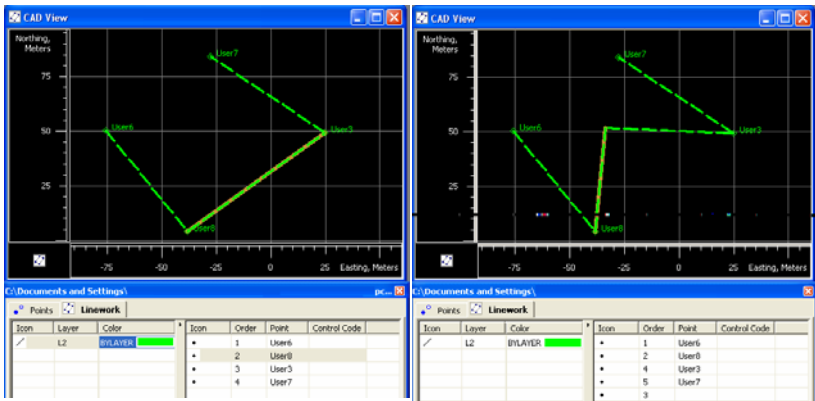 CAD View
Northing,
Meters
75
50
25
User7
User6
User3
User8
-75 -50 -25 0 25 Easting, Meters
C:\Documents and Settings\ pc...
Points Linework
Icon Layer Color Icon Order Point Control Code
L2 BYLAYER 1 User6
2 User8
3 User3
4 User7
CAD View
Northing,
Meters
75
50
25
User7
User6
User3
User8
-75 -50 -25 0 25 Easting, Meters
C:\Documents and Settings\
Points Linework
Icon Layer Color Icon Order Point Control Code
L2 BYLAYER 1 User6
2 User8
4 User3
5 User7
3